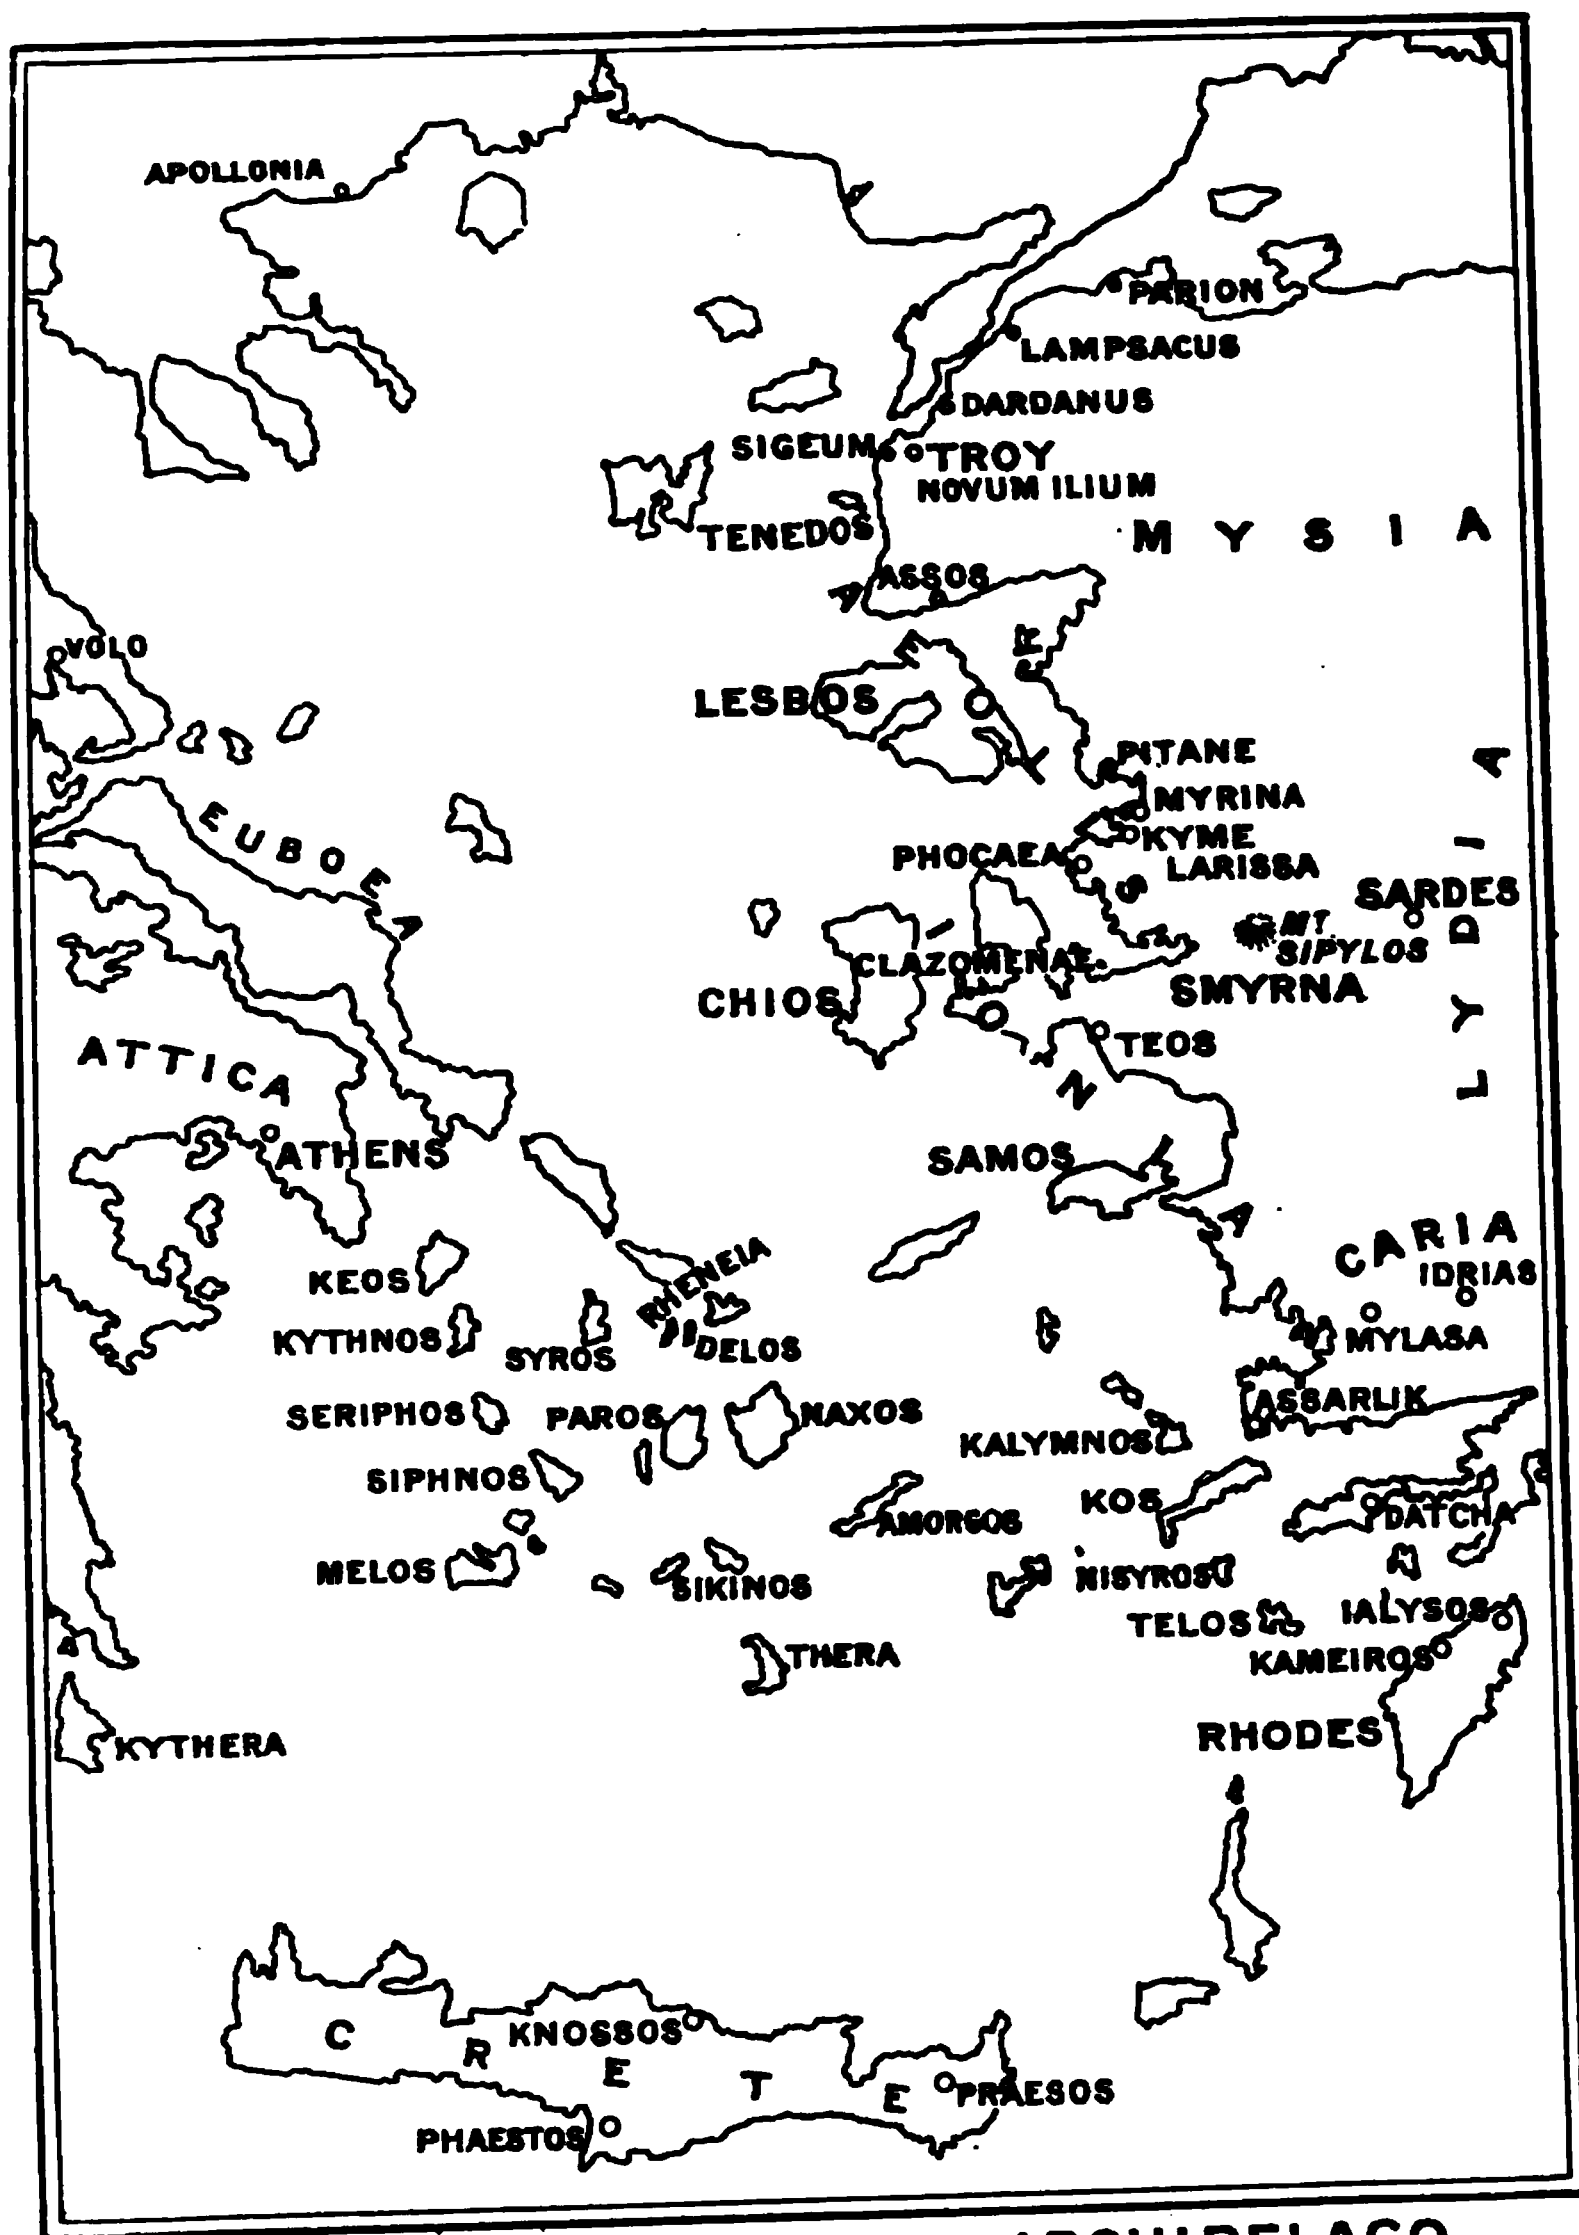 APOLLONIA
PARION
LAMPSACUS
DARDANUS
SIGEUM
TROY
NOVUM ILIUM
TENEDOS
MYSIA
ASSOS
VOLO
LESBOS
AEOLIS
PITANE
MYRINA
KYME
PHOCAEA
LARISSA
EUBOEA
SARDES
MT.
SIPYLOS
LYDIA
CLAZOMENAE
CHIOS
SMYRNA
TEOS
ATTICA
ATHENS
IONIA
SAMOS
CARIA
IDRIAS
KEOS
RHENEIA
KYTHNOS
SYROS
DELOS
MYLASA
SERIPHOS
PAROS
NAXOS
ASSARLIK
KALYMNOS
SIPHNOS
KOS
AMORGOS
DATCHA
MELOS
SIKINOS
NISYROS
TELOS
IALYSOS
THERA
KAMEIROS
KYTHERA
RHODES
CRETE
KNOSSOS
PRAESOS
PHAESTOS